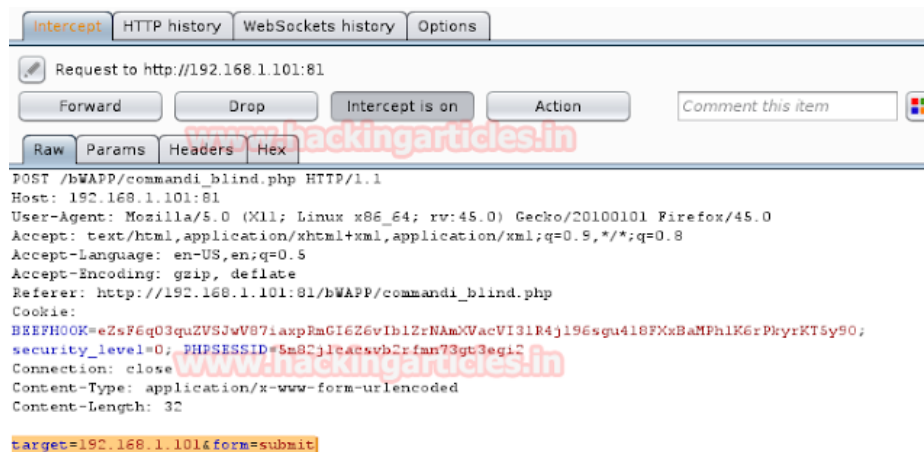 Intercept HTTP history WebSockets history Options
Request to http://192.168.1.101:81
Forward Drop Intercept is on Action Comment this item
www.hackingarticles.in
Raw Params Headers Hex
POST /bWAPP/commandi_blind.php HTTP/1.1
Host: 192.168.1.101:81
User-Agent: Mozilla/5.0 (X11; Linux x86_64; rv:45.0) Gecko/20100101 Firefox/45.0
Accept: text/html,application/xhtml+xml,application/xml;q=0.9,*/*;q=0.8
Accept-Language: en-US,en;q=0.5
Accept-Encoding: gzip, deflate
Referer: http://192.168.1.101:81/bWAPP/commandi_blind.php
Cookie:
BEEFHOOK=eZsF6q03quZVSJwV87iaxpRmGI6Z6vIb1ZrNAmXVacVI31R4j196sgu418FXxBaMPh1K6rPkyrKT5y90;
security_level=0; PHPSESSID=5m82j1cacsvb2rfmn73gt3egi2
www.hackingarticles.in
Connection: close
Content-Type: application/x-www-form-urlencoded
Content-Length: 32
target=192.168.1.101&form=submit